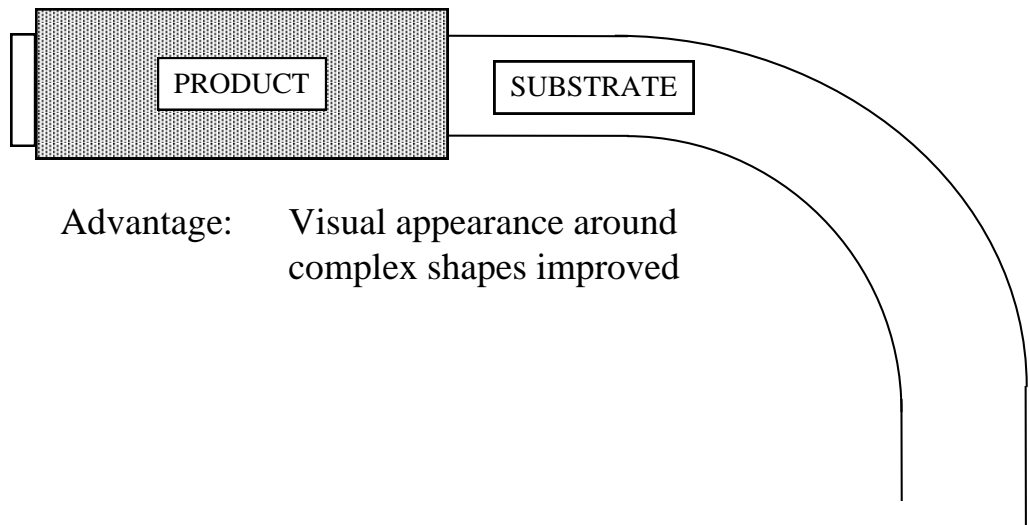 PRODUCT
SUBSTRATE
Advantage: Visual appearance around
complex shapes improved